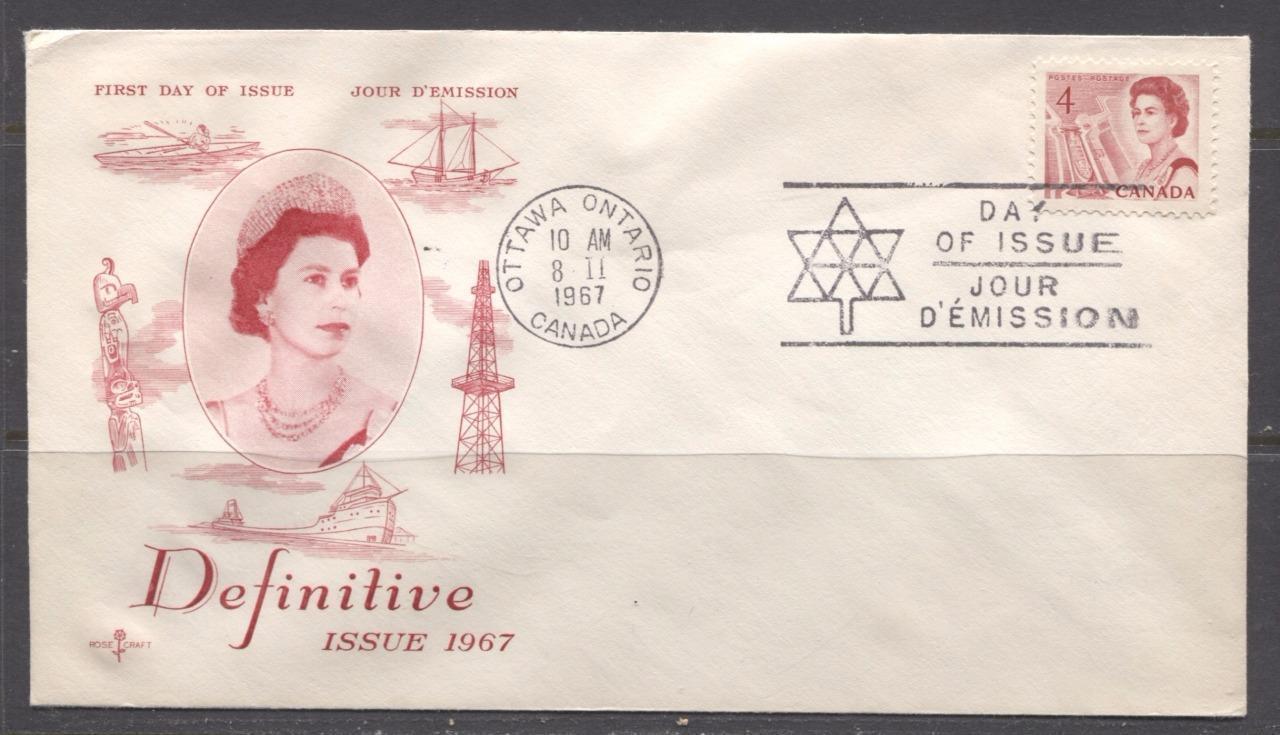 FIRST DAY OF ISSUE JOUR D'EMISSION
POSTES - POSTAGE
4
CANADA
OTTAWA ONTARIO
10 AM
8 II
1967
CANADA
DAY
OF ISSUE
JOUR
D'ÉMISSION
Definitive
ISSUE 1967
ROSE CRAFT